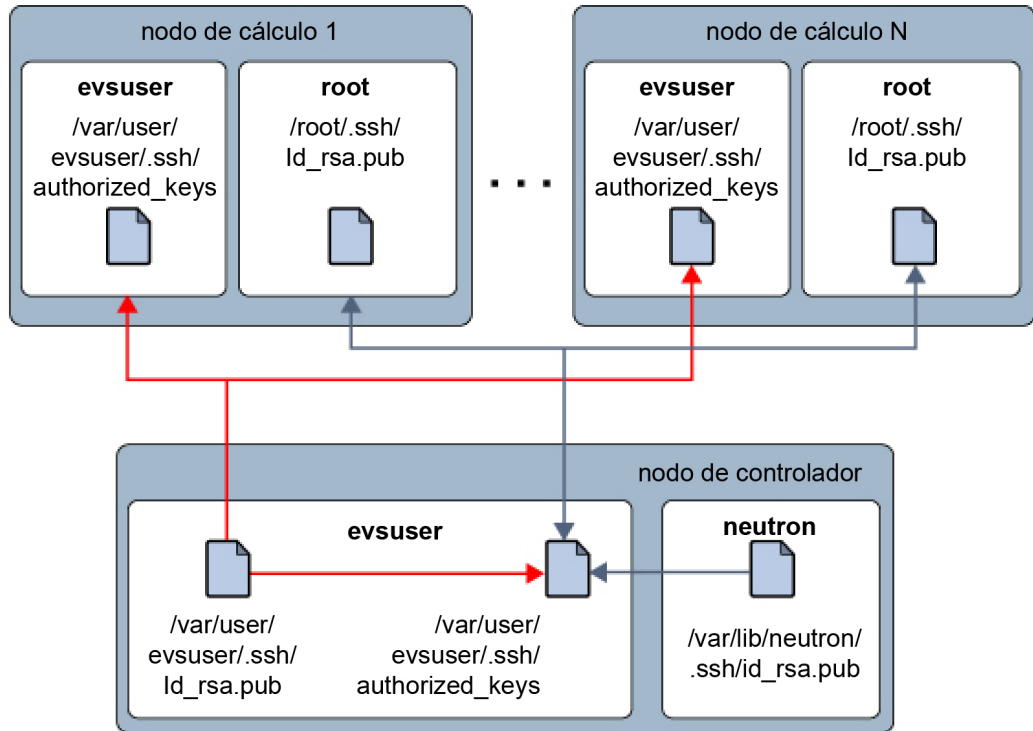 nodo de cálculo 1
evsuser
/var/user/
evsuser/.ssh/
authorized_keys
root
/root/.ssh/
Id_rsa.pub
. . .
nodo de cálculo N
evsuser
/var/user/
evsuser/.ssh/
authorized_keys
root
/root/.ssh/
Id_rsa.pub
nodo de controlador
evsuser
/var/user/
evsuser/.ssh/
Id_rsa.pub
/var/user/
evsuser/.ssh/
authorized_keys
neutron
/var/lib/neutron/
.ssh/id_rsa.pub